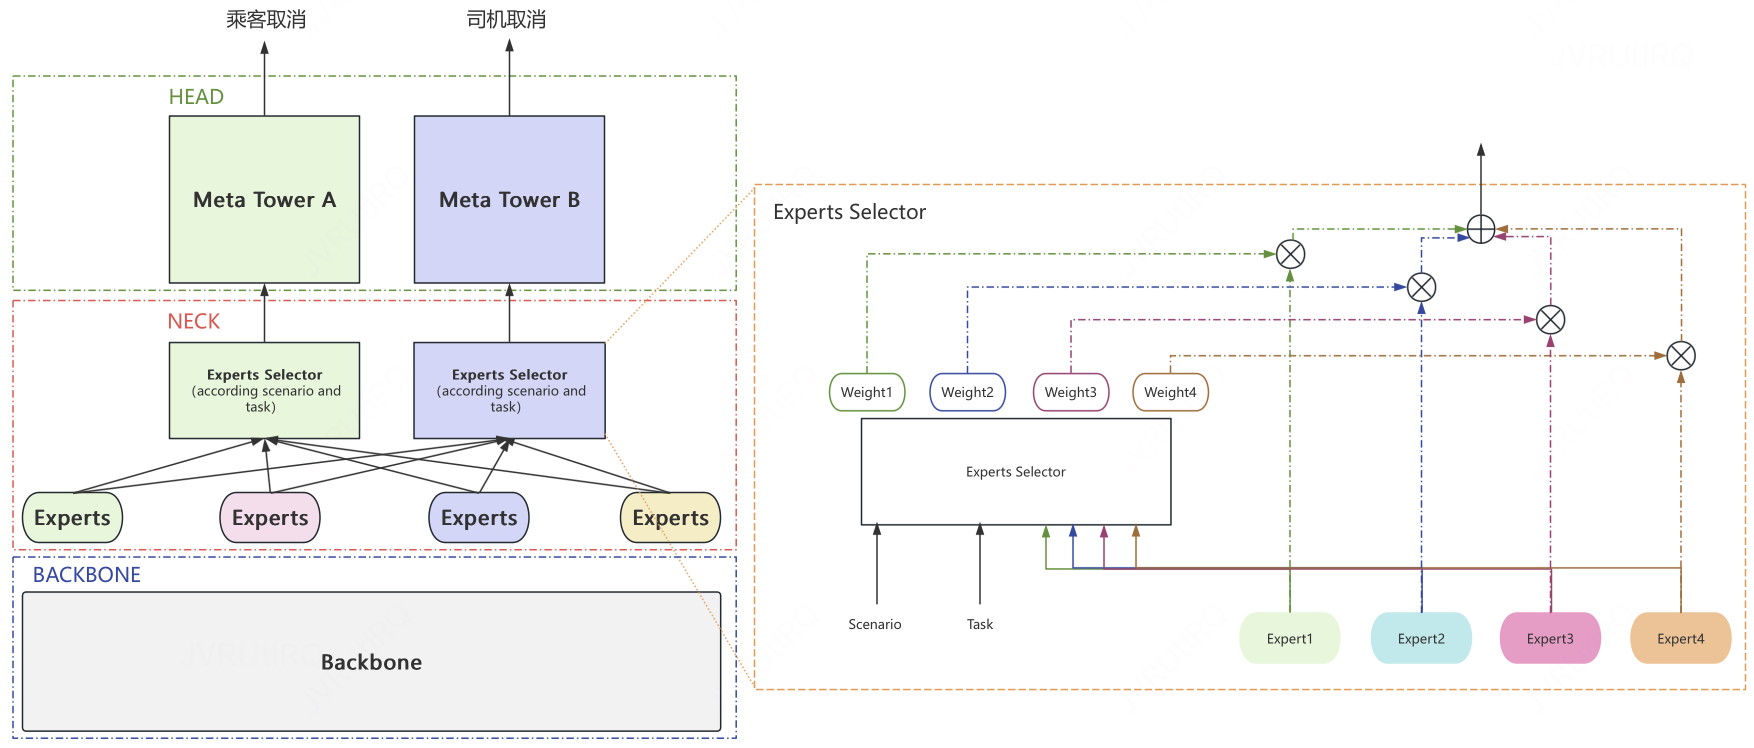 乘客取消
司机取消
HEAD
Meta Tower A
Meta Tower B
NECK
Experts Selector
(according scenario and
task)
Experts Selector
(according scenario and
task)
Experts
Experts
Experts
Experts
BACKBONE
Backbone
Experts Selector
Weight1
Weight2
Weight3
Weight4
Experts Selector
Scenario
Task
Expert1
Expert2
Expert3
Expert4